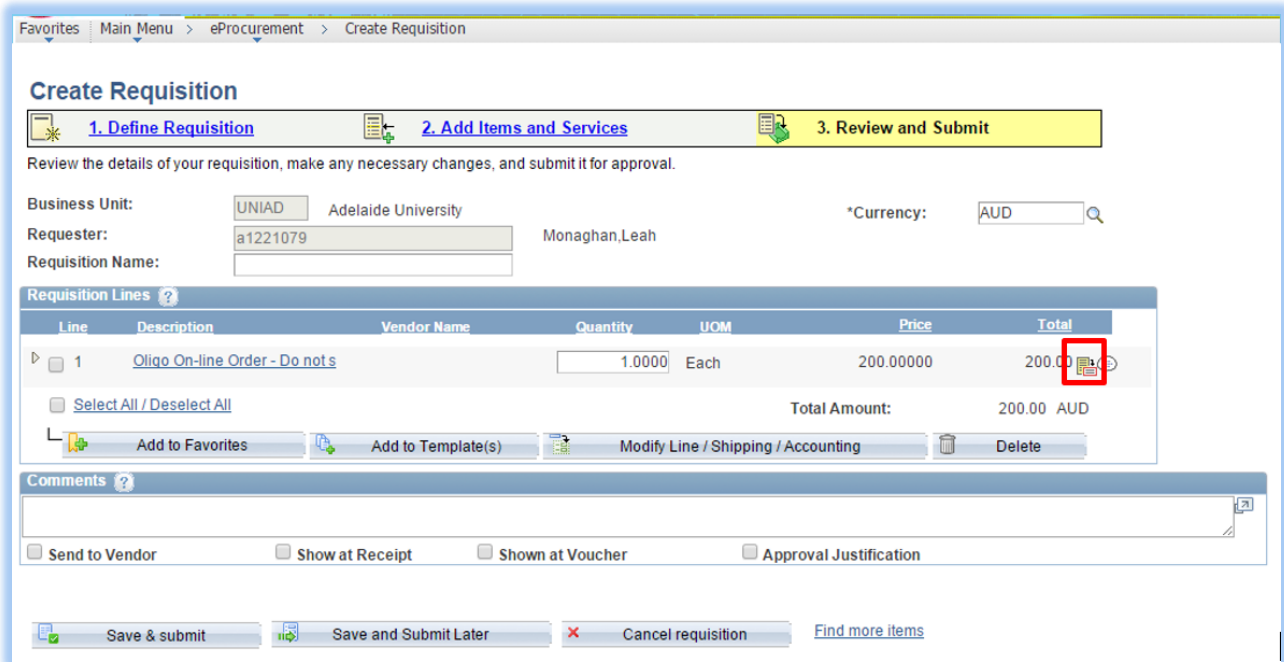 Favorites Main Menu > eProcurement > Create Requisition
Create Requisition
1. Define Requisition 2. Add Items and Services 3. Review and Submit
Review the details of your requisition, make any necessary changes, and submit it for approval.
Business Unit: UNIAD Adelaide University *Currency: AUD
Requester: a1221079 Monaghan,Leah
Requisition Name:
Requisition Lines ?
Line Description Vendor Name Quantity UOM Price Total
1 Oligo On-line Order - Do not s 1.0000 Each 200.00000 200.00
Select All / Deselect All Total Amount: 200.00 AUD
Add to Favorites Add to Template(s) Modify Line / Shipping / Accounting Delete
Comments ?
Send to Vendor Show at Receipt Shown at Voucher Approval Justification
Save & submit Save and Submit Later Cancel requisition Find more items